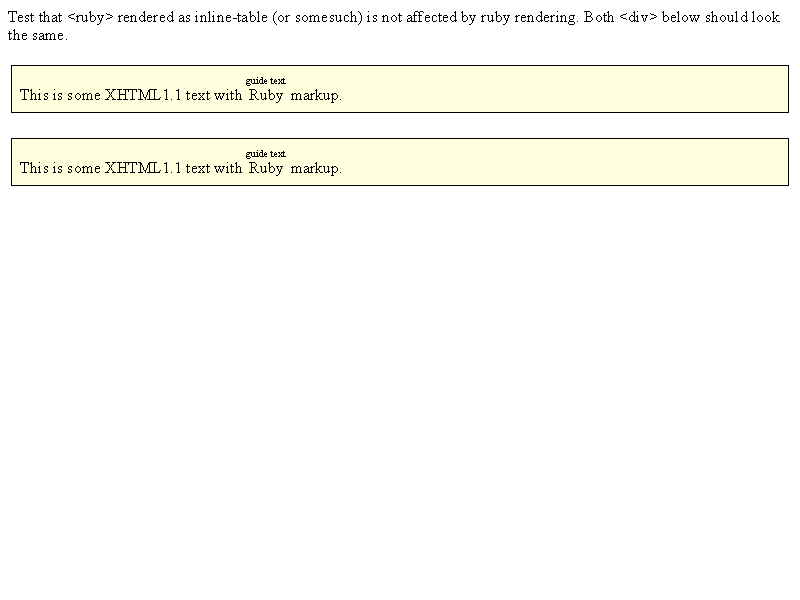 Test that <ruby> rendered as inline-table (or somesuch) is not affected by ruby rendering. Both <div> below should look
the same.
guide text
This is some XHTML1.1 text with Ruby markup.
guide text
This is some XHTML1.1 text with Ruby markup.